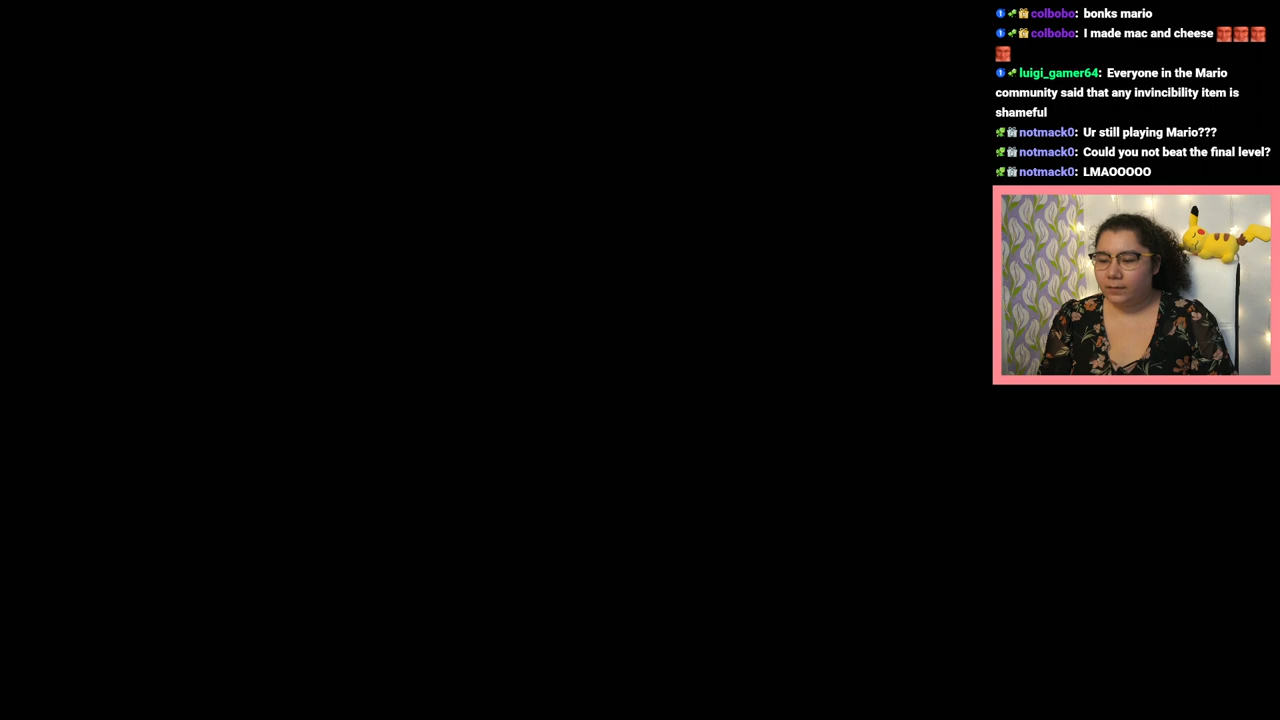 colbobo: bonks mario
colbobo: I made mac and cheese
luigi_gamer64: Everyone in the Mario
community said that any invincibility item is
shameful
notmack0: Ur still playing Mario???
notmack0: Could you not beat the final level?
notmack0: LMAOOOOO